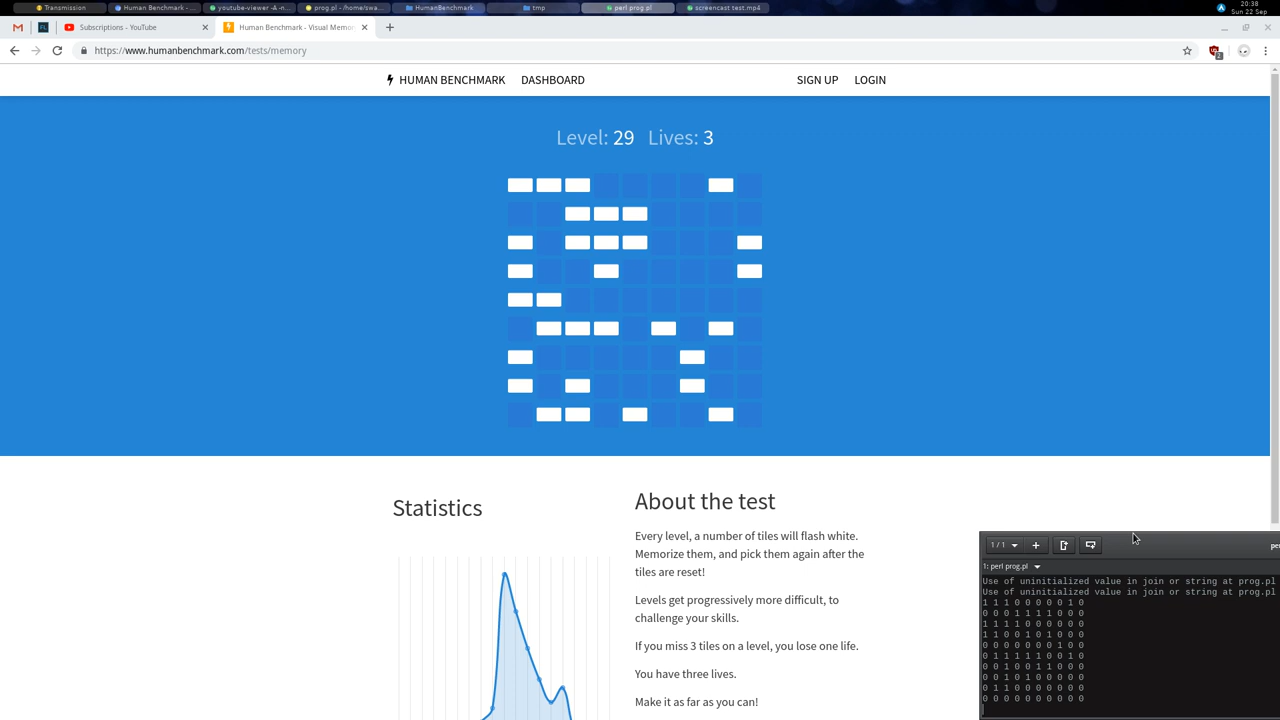 Transmission
Human Benchmark - ...
youtube-viewer -A -n...
prog.pl - /home/swa...
HumanBenchmark
tmp
perl prog.pl
screencast test.mp4
20:38
Sun 22 Sep
Subscriptions - YouTube
Human Benchmark - Visual Memo
https://www.humanbenchmark.com/tests/memory
2
HUMAN BENCHMARK DASHBOARD SIGN UP LOGIN
Level: 29 Lives: 3
Statistics
About the test
Every level, a number of tiles will flash white.
Memorize them, and pick them again after the
tiles are reset!
Levels get progressively more difficult, to
challenge your skills.
If you miss 3 tiles on a level, you lose one life.
You have three lives.
Make it as far as you can!
1 / 1
1: perl prog.pl
Use of uninitialized value in join or string at prog.pl
Use of uninitialized value in join or string at prog.pl
1 1 1 0 0 0 0 0 1 0
0 0 0 1 1 1 1 0 0 0
1 1 1 1 0 0 0 0 0 0
1 1 0 0 1 0 1 0 0 0
0 0 0 0 0 0 0 1 0 0
0 1 1 1 1 1 0 0 1 0
0 0 1 0 0 1 1 0 0 0
0 0 1 0 1 0 0 0 0 0
0 1 1 0 0 0 0 0 0 0
0 0 0 0 0 0 0 0 0 0